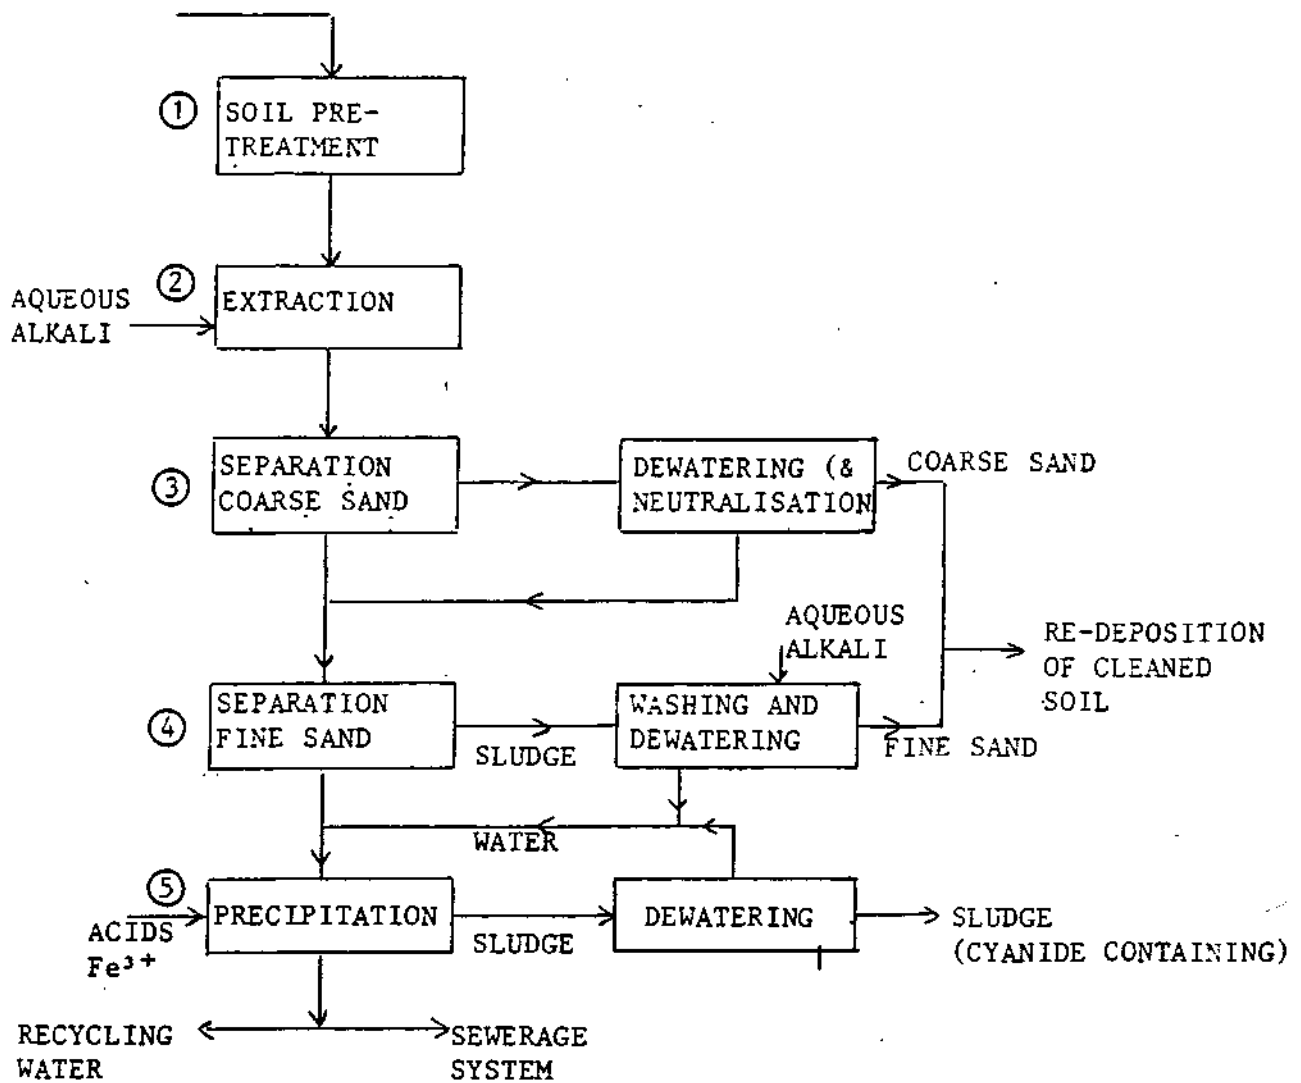 ①
SOIL PRE-
TREATMENT
②
AQUEOUS
ALKALI
EXTRACTION
③
SEPARATION
COARSE SAND
DEWATERING (&
NEUTRALISATION
COARSE SAND
AQUEOUS
ALKALI
RE-DEPOSITION
OF CLEANED
SOIL
④
SEPARATION
FINE SAND
SLUDGE
WASHING AND
DEWATERING
FINE SAND
WATER
⑤
ACIDS
Fe³⁺
PRECIPITATION
SLUDGE
DEWATERING
SLUDGE
(CYANIDE CONTAINING)
RECYCLING
WATER
SEWERAGE
SYSTEM